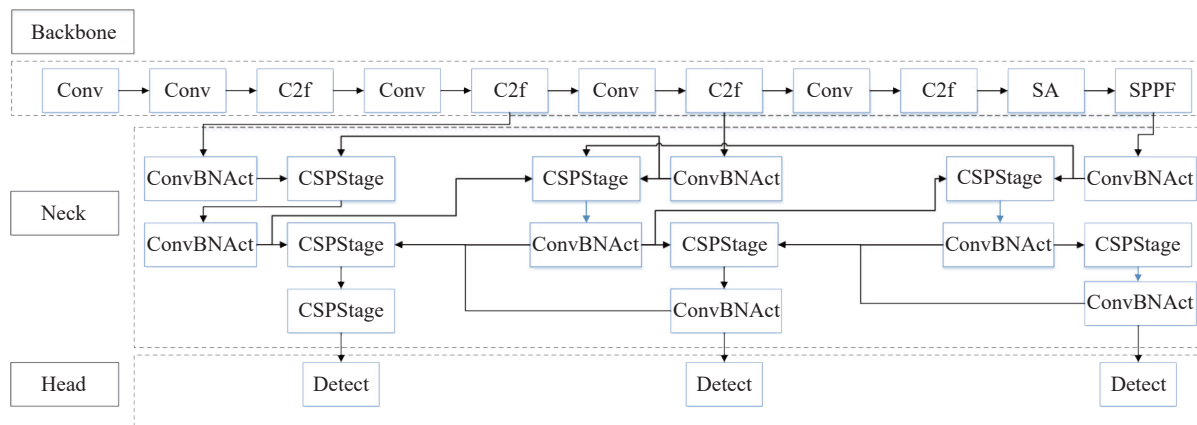 Backbone
Conv Conv C2f Conv C2f Conv C2f Conv C2f SA SPPF
ConvBNAct CSPStage CSPStage ConvBNAct CSPStage ConvBNAct
Neck
ConvBNAct CSPStage ConvBNAct CSPStage ConvBNAct CSPStage
CSPStage ConvBNAct ConvBNAct
Head Detect Detect Detect